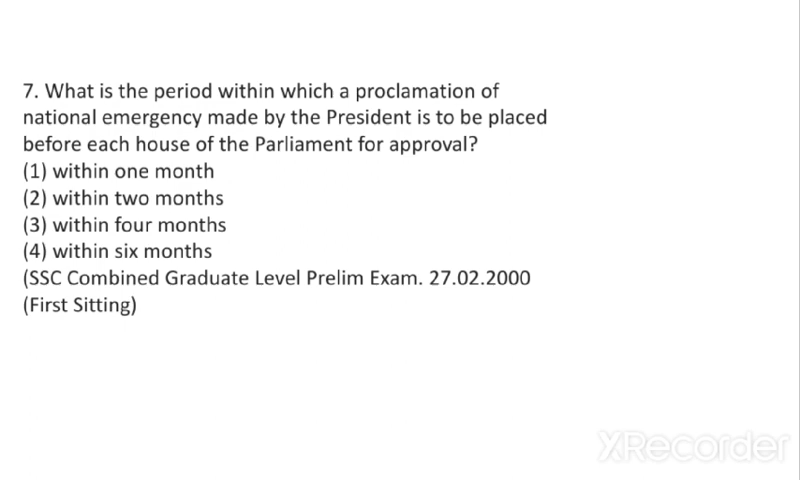 7. What is the period within which a proclamation of
national emergency made by the President is to be placed
before each house of the Parliament for approval?
(1) within one month
(2) within two months
(3) within four months
(4) within six months
(SSC Combined Graduate Level Prelim Exam. 27.02.2000
(First Sitting)
XRecorder